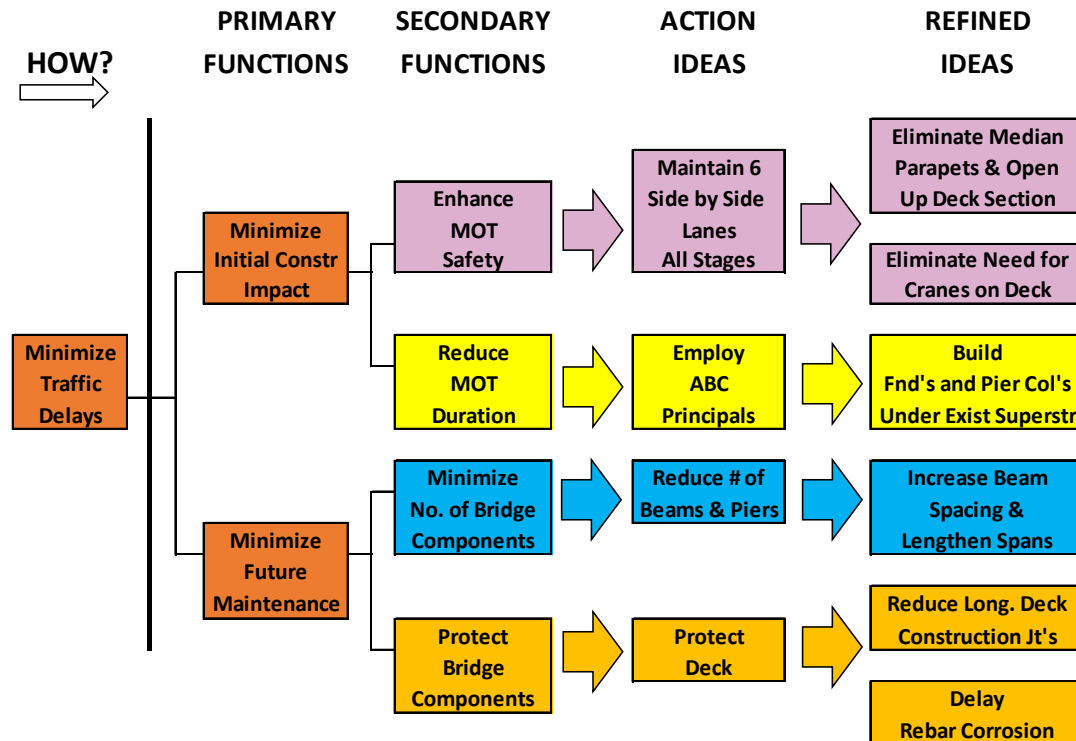 PRIMARY
FUNCTIONS
SECONDARY
FUNCTIONS
ACTION
IDEAS
REFINED
IDEAS
HOW?
Minimize
Traffic
Delays
Minimize
Initial Constr
Impact
Enhance
MOT
Safety
Maintain 6
Side by Side
Lanes
All Stages
Eliminate Median
Parapets & Open
Up Deck Section
Eliminate Need for
Cranes on Deck
Reduce
MOT
Duration
Employ
ABC
Principals
Build
Fnd's and Pier Col's
Under Exist Superstr
Minimize
Future
Maintenance
Minimize
No. of Bridge
Components
Reduce # of
Beams & Piers
Increase Beam
Spacing &
Lengthen Spans
Protect
Bridge
Components
Protect
Deck
Reduce Long. Deck
Construction Jt's
Delay
Rebar Corrosion